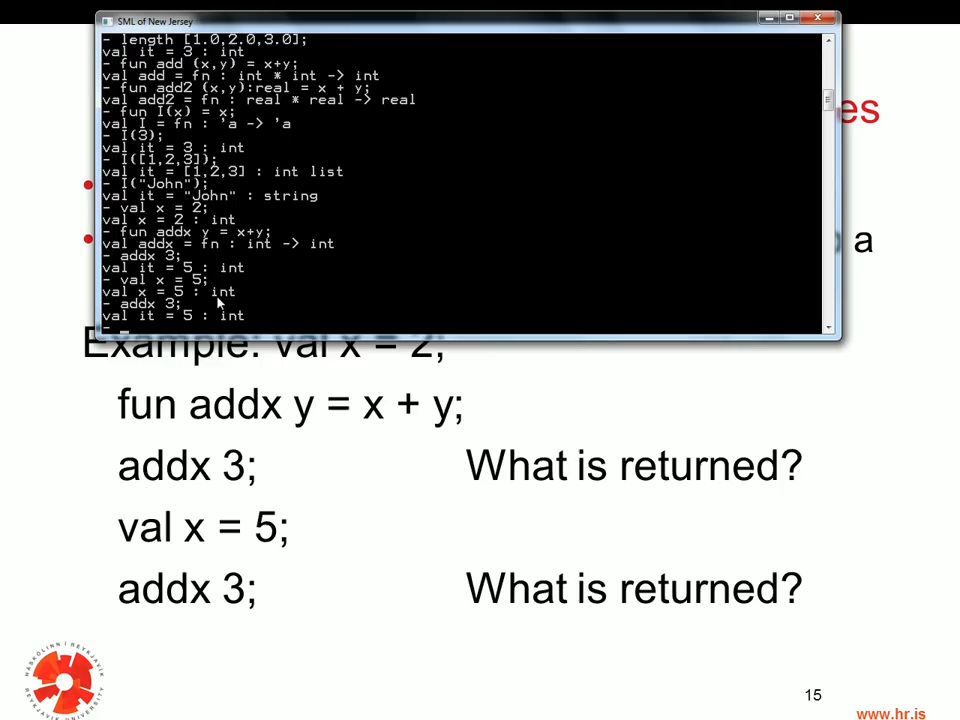 SML of New Jersey
- length [1.0,2.0,3.0];
val it = 3 : int
- fun add (x,y) = x+y;
val add = fn : int * int -> int
- fun add2 (x,y):real = x + y;
val add2 = fn : real * real -> real
- fun I(x) = x;
val I = fn : 'a -> 'a
- I(3);
val it = 3 : int
- I([1,2,3]);
val it = [1,2,3] : int list
- I("John");
val it = "John" : string
- val x = 2;
val x = 2 : int
- fun addx y = x+y;
val addx = fn : int -> int
- addx 3;
val it = 5 : int
- val x = 5;
val x = 5 : int
- addx 3;
val it = 5 : int
-
es
a
Example: val x = 2;
fun addx y = x + y;
addx 3; What is returned?
val x = 5;
addx 3; What is returned?
HÁSKÓLINN Í REYKJAVÍK
REYKJAVIK UNIVERSITY
15
www.hr.is